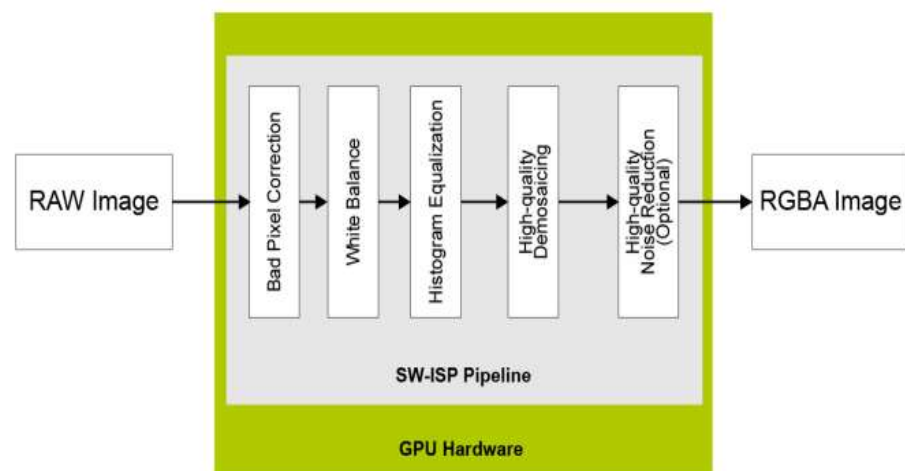 RAW Image
Bad Pixel Correction
White Balance
Histogram Equalization
High-quality
Demosaicing
High-quality
Noise Reduction
(Optional)
RGBA Image
SW-ISP Pipeline
GPU Hardware